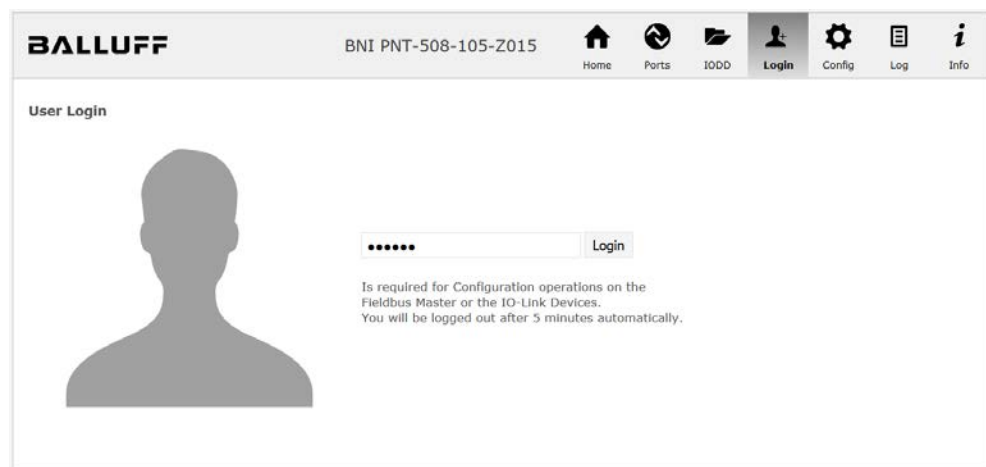 BALLUFF
BNI PNT-508-105-Z015
Home Ports IODD Login Config Log Info
User Login
•••••• Login
Is required for Configuration operations on the
Fieldbus Master or the IO-Link Devices.
You will be logged out after 5 minutes automatically.